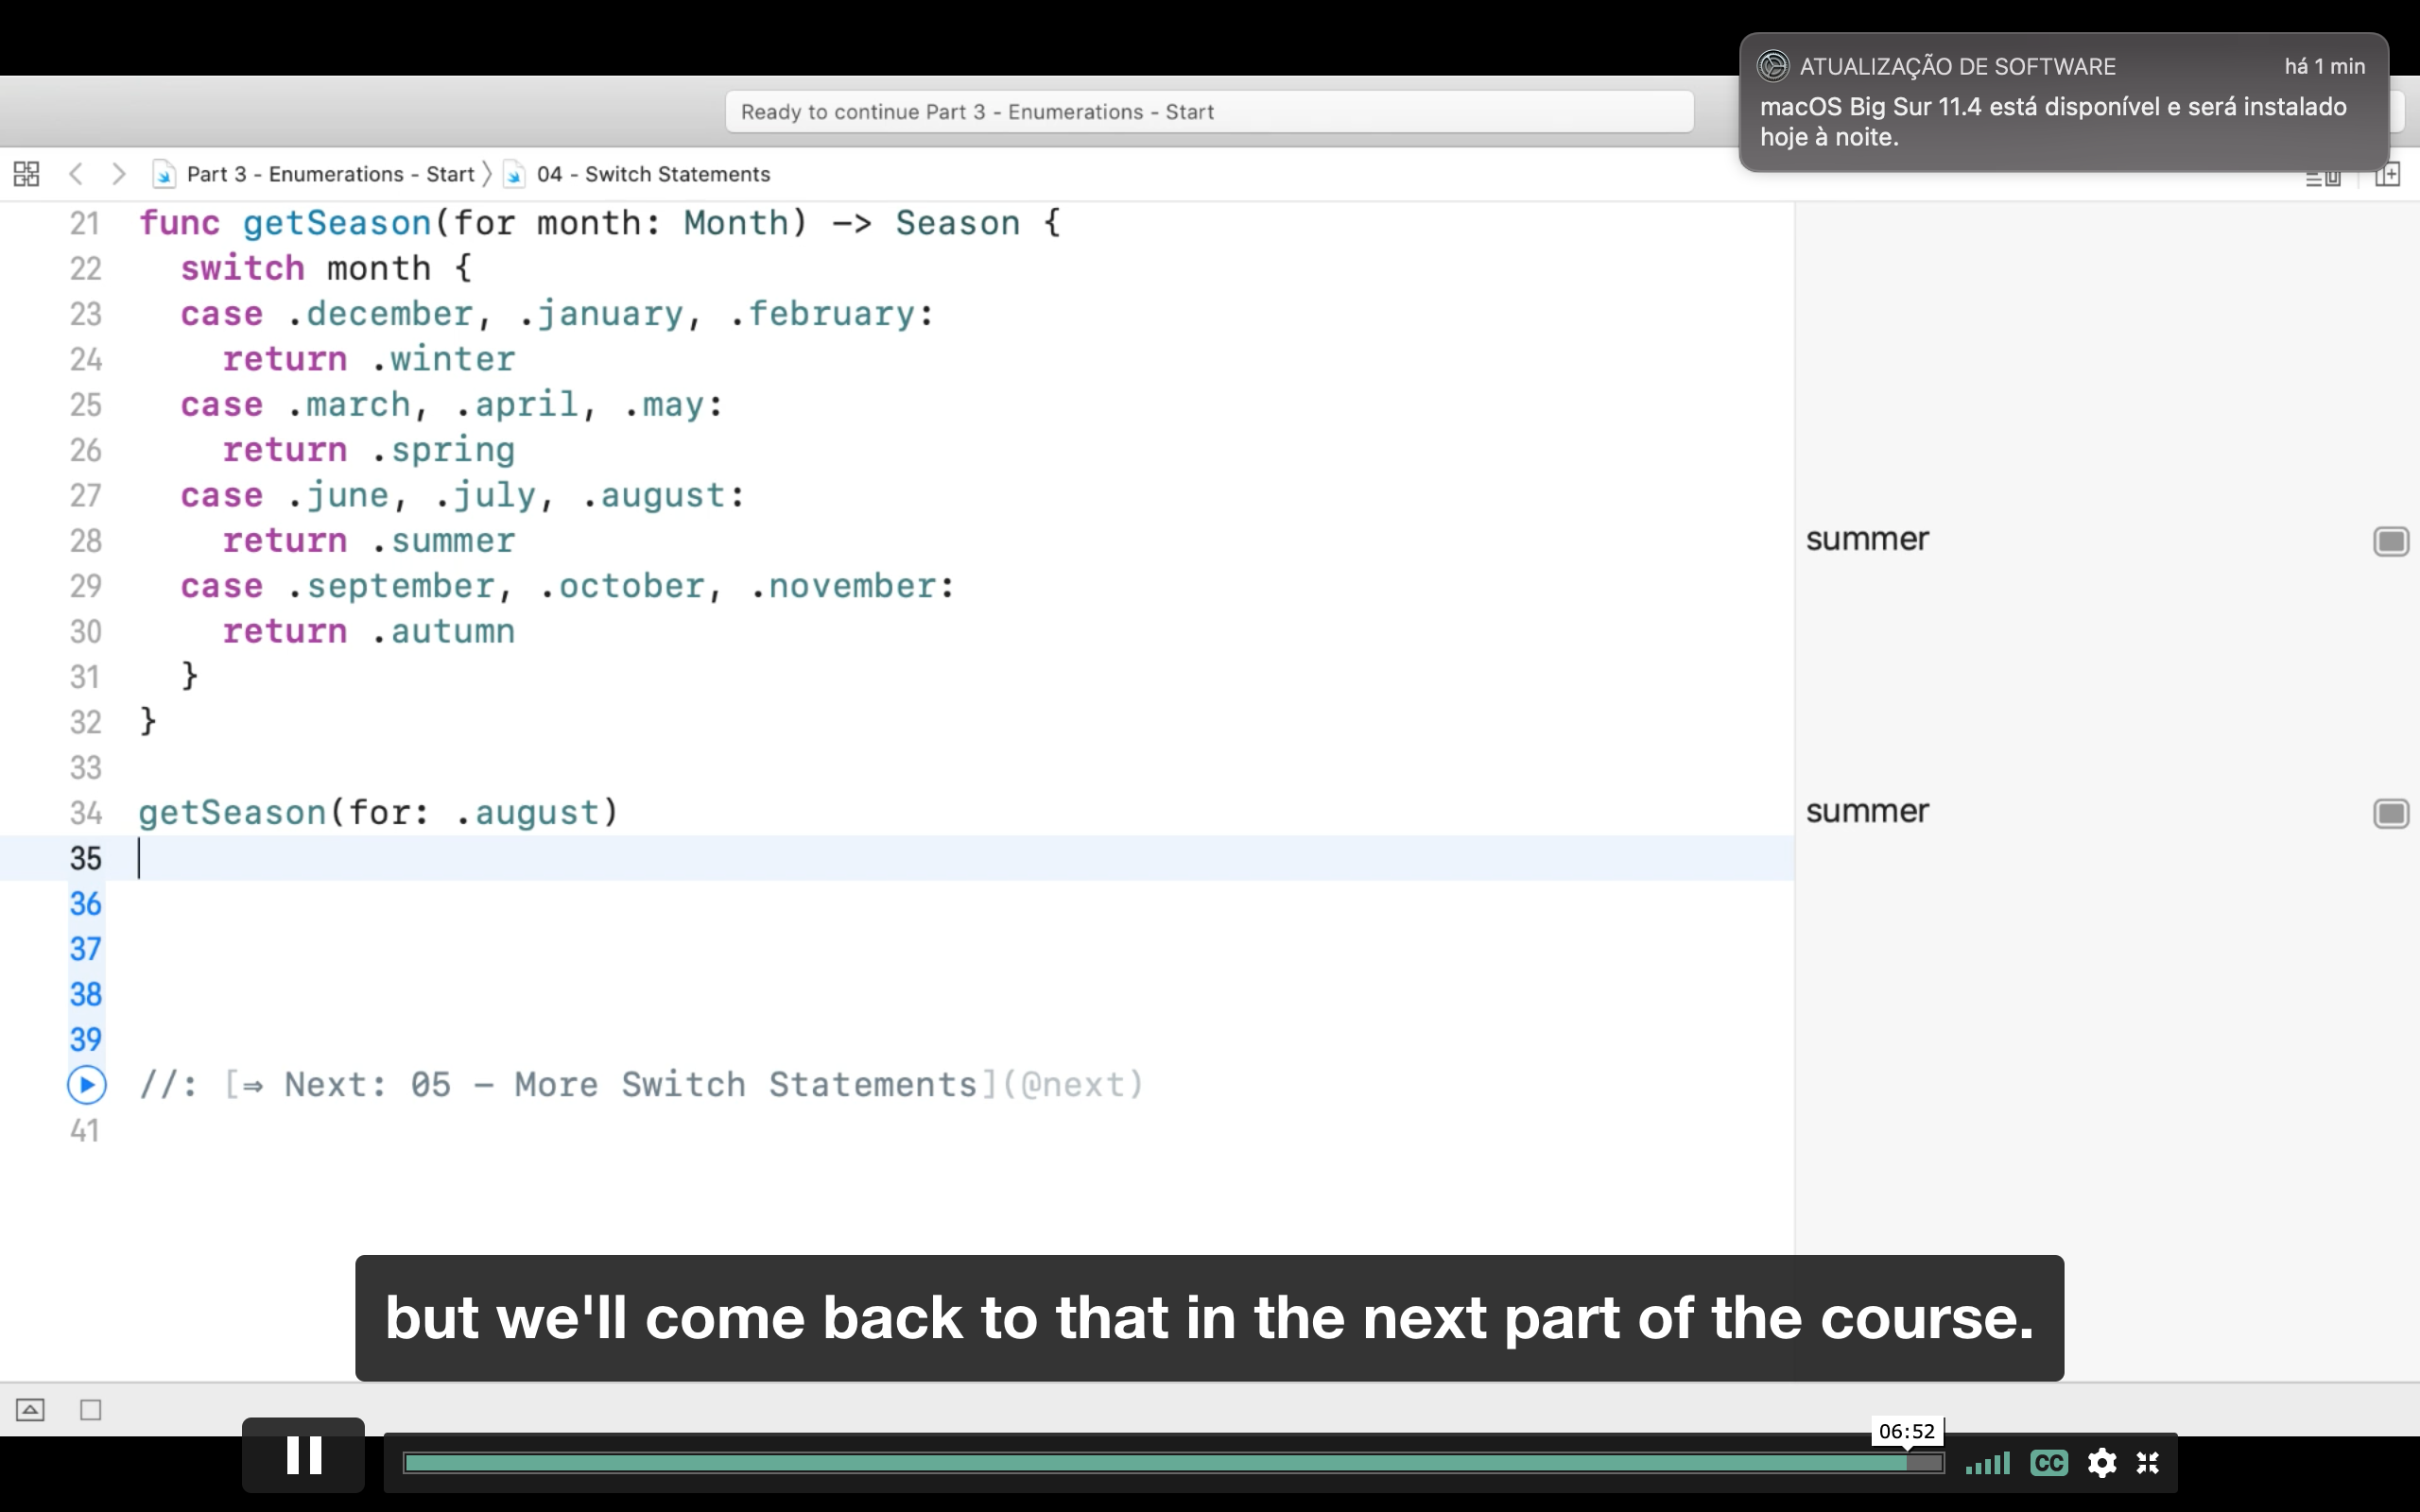 ATUALIZAÇÃO DE SOFTWARE há 1 min
macOS Big Sur 11.4 está disponível e será instalado
hoje à noite.
Ready to continue Part 3 - Enumerations - Start
Part 3 - Enumerations - Start 04 - Switch Statements
21 func getSeason(for month: Month) -> Season {
22 switch month {
23 case .december, .january, .february:
24 return .winter
25 case .march, .april, .may:
26 return .spring
27 case .june, .july, .august:
28 return .summer summer
29 case .september, .october, .november:
30 return .autumn
31 }
32 }
33
34 getSeason(for: .august) summer
35
36
37
38
39
//: [⇒ Next: 05 – More Switch Statements](@next)
41
but we'll come back to that in the next part of the course.
06:52
CC